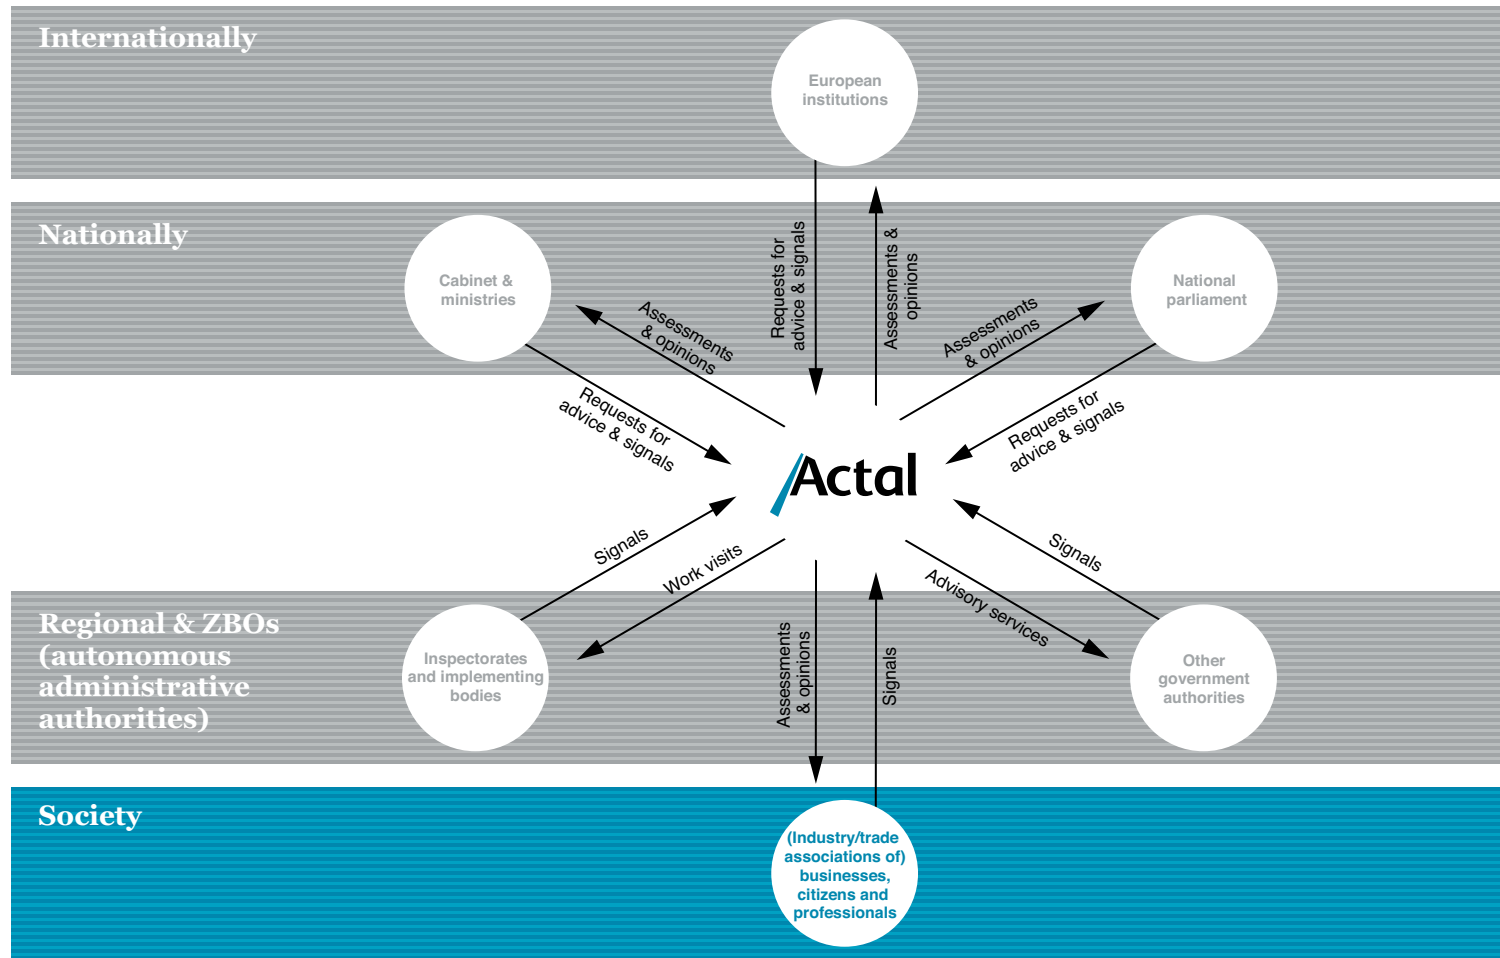 Internationally
European
institutions
Nationally
Cabinet &
ministries
National
parliament
Requests for
advice & signals
Assessments &
opinions
Assessments
& opinions
Assessments
& opinions
Requests for
advice & signals
Requests for
advice & signals
Actal
Signals
Work visits
Signals
Advisory services
Regional & ZBOs
(autonomous
administrative
authorities)
Inspectorates
and implementing
bodies
Assessments
& opinions
Signals
Other
government
authorities
Society
(Industry/trade
associations of)
businesses,
citizens and
professionals